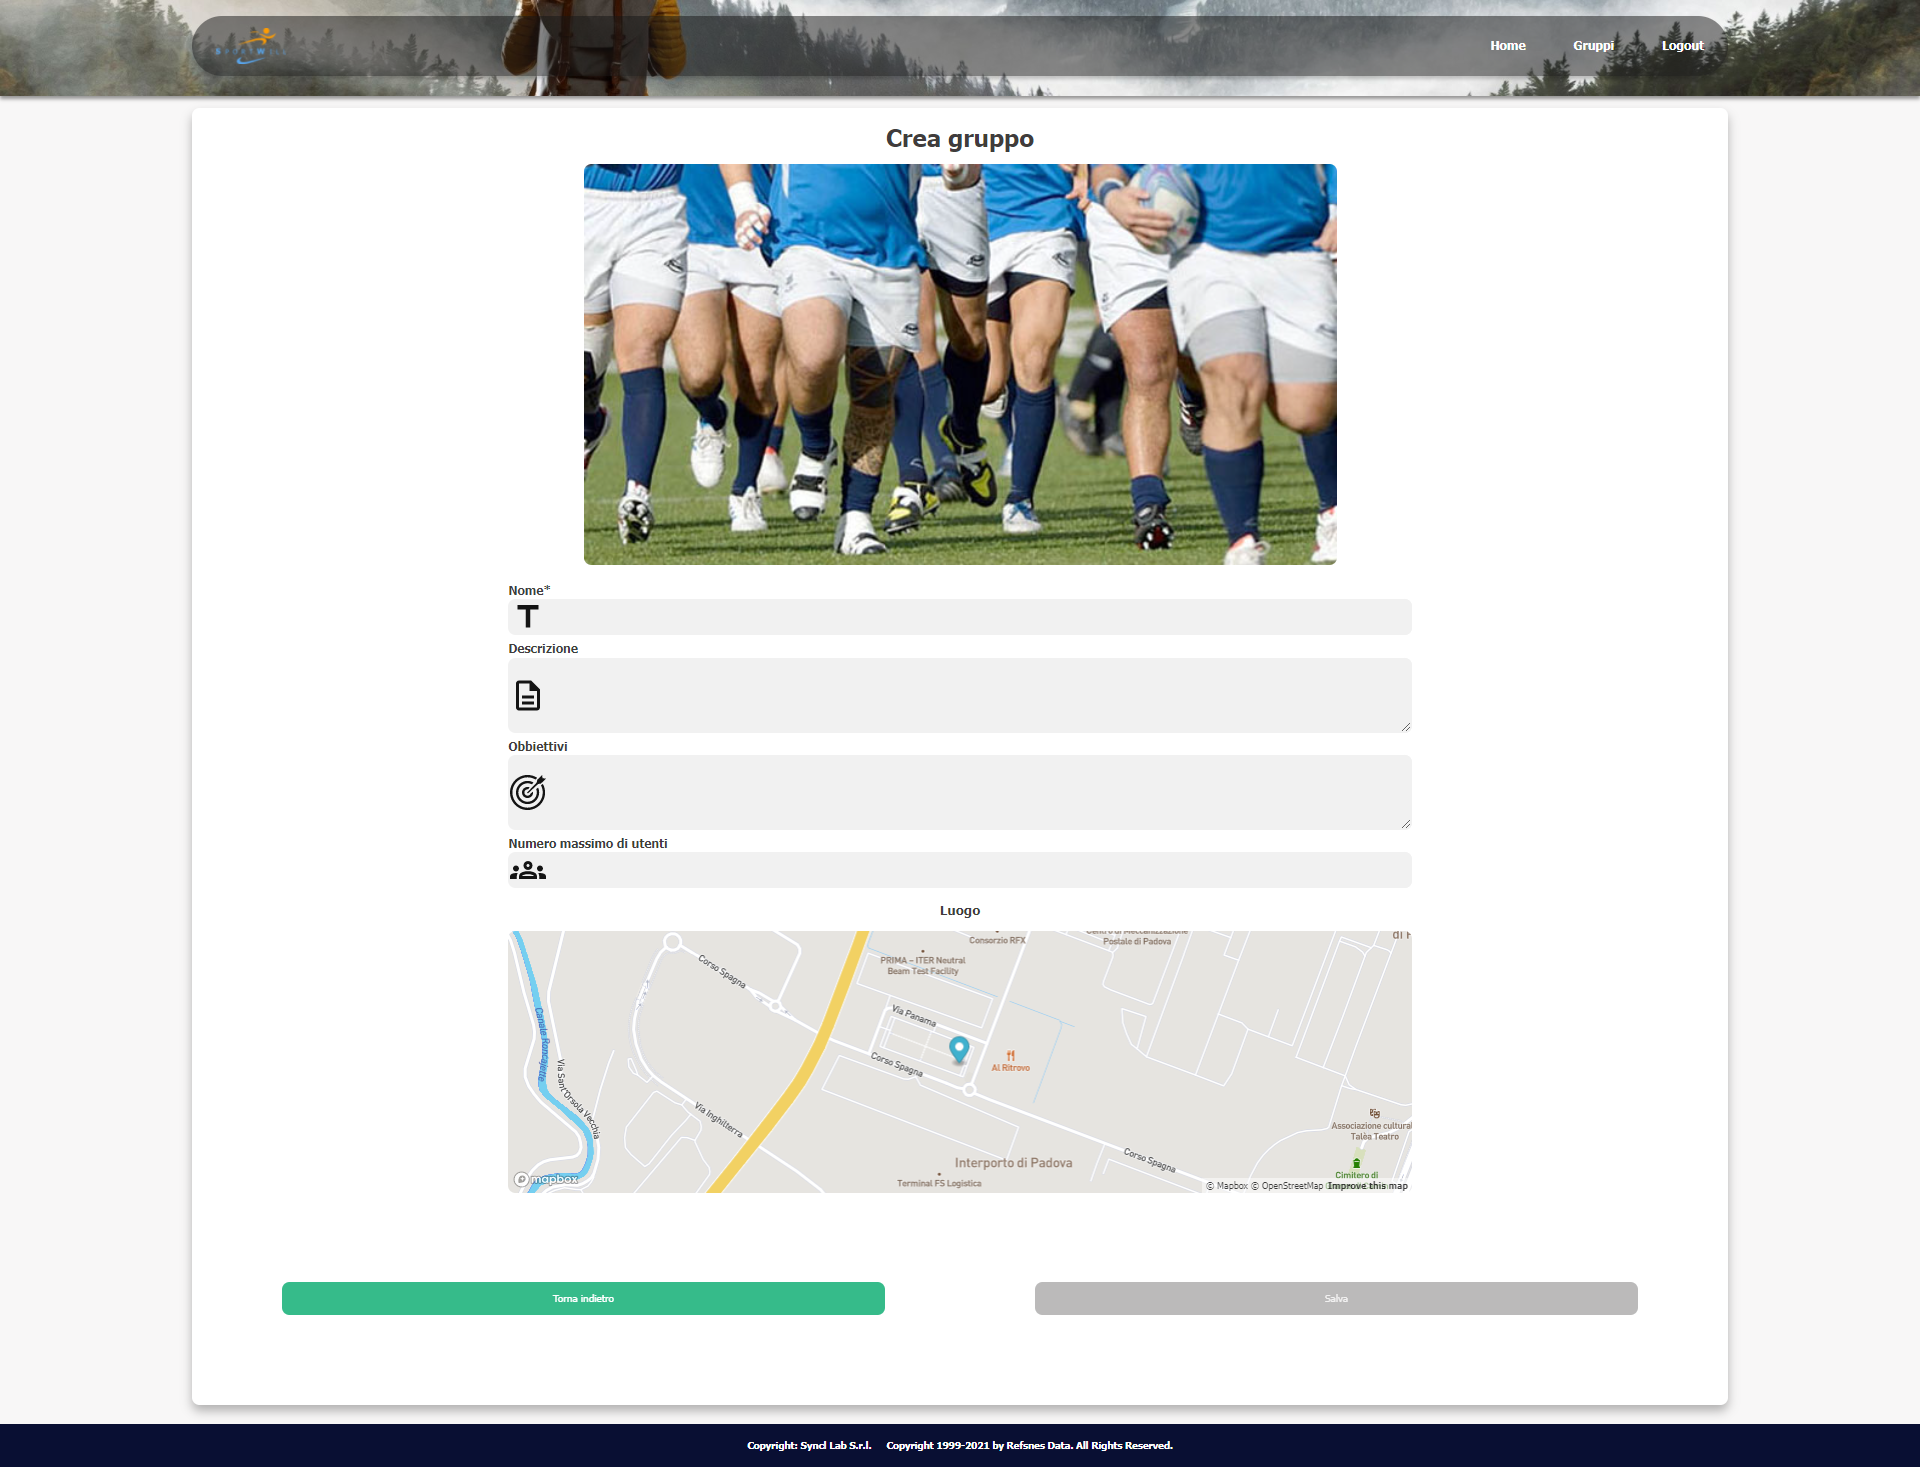 Home Gruppi Logout
Crea gruppo
Nome*
T
Descrizione
Obbiettivi
Numero massimo di utenti
Luogo
Consorzio RFX
Postale di Padova
PRIMA - ITER Neutral
Beam Test Facility
Corso Spagna
Via Panama
Canale Roncajette
Via Sant'Orsola Vecchia
Corso Spagna
Al Ritrovo
Via Inghilterra
Associazione cultural
Talèa Teatro
Corso Spagna
Interporto di Padova
Cimitero di
Terminal FS Logistica
mapbox
© Mapbox © OpenStreetMap Improve this map
Torna indietro
Salva
Copyright: Syncl Lab S.r.l. Copyright 1999-2021 by Refsnes Data. All Rights Reserved.